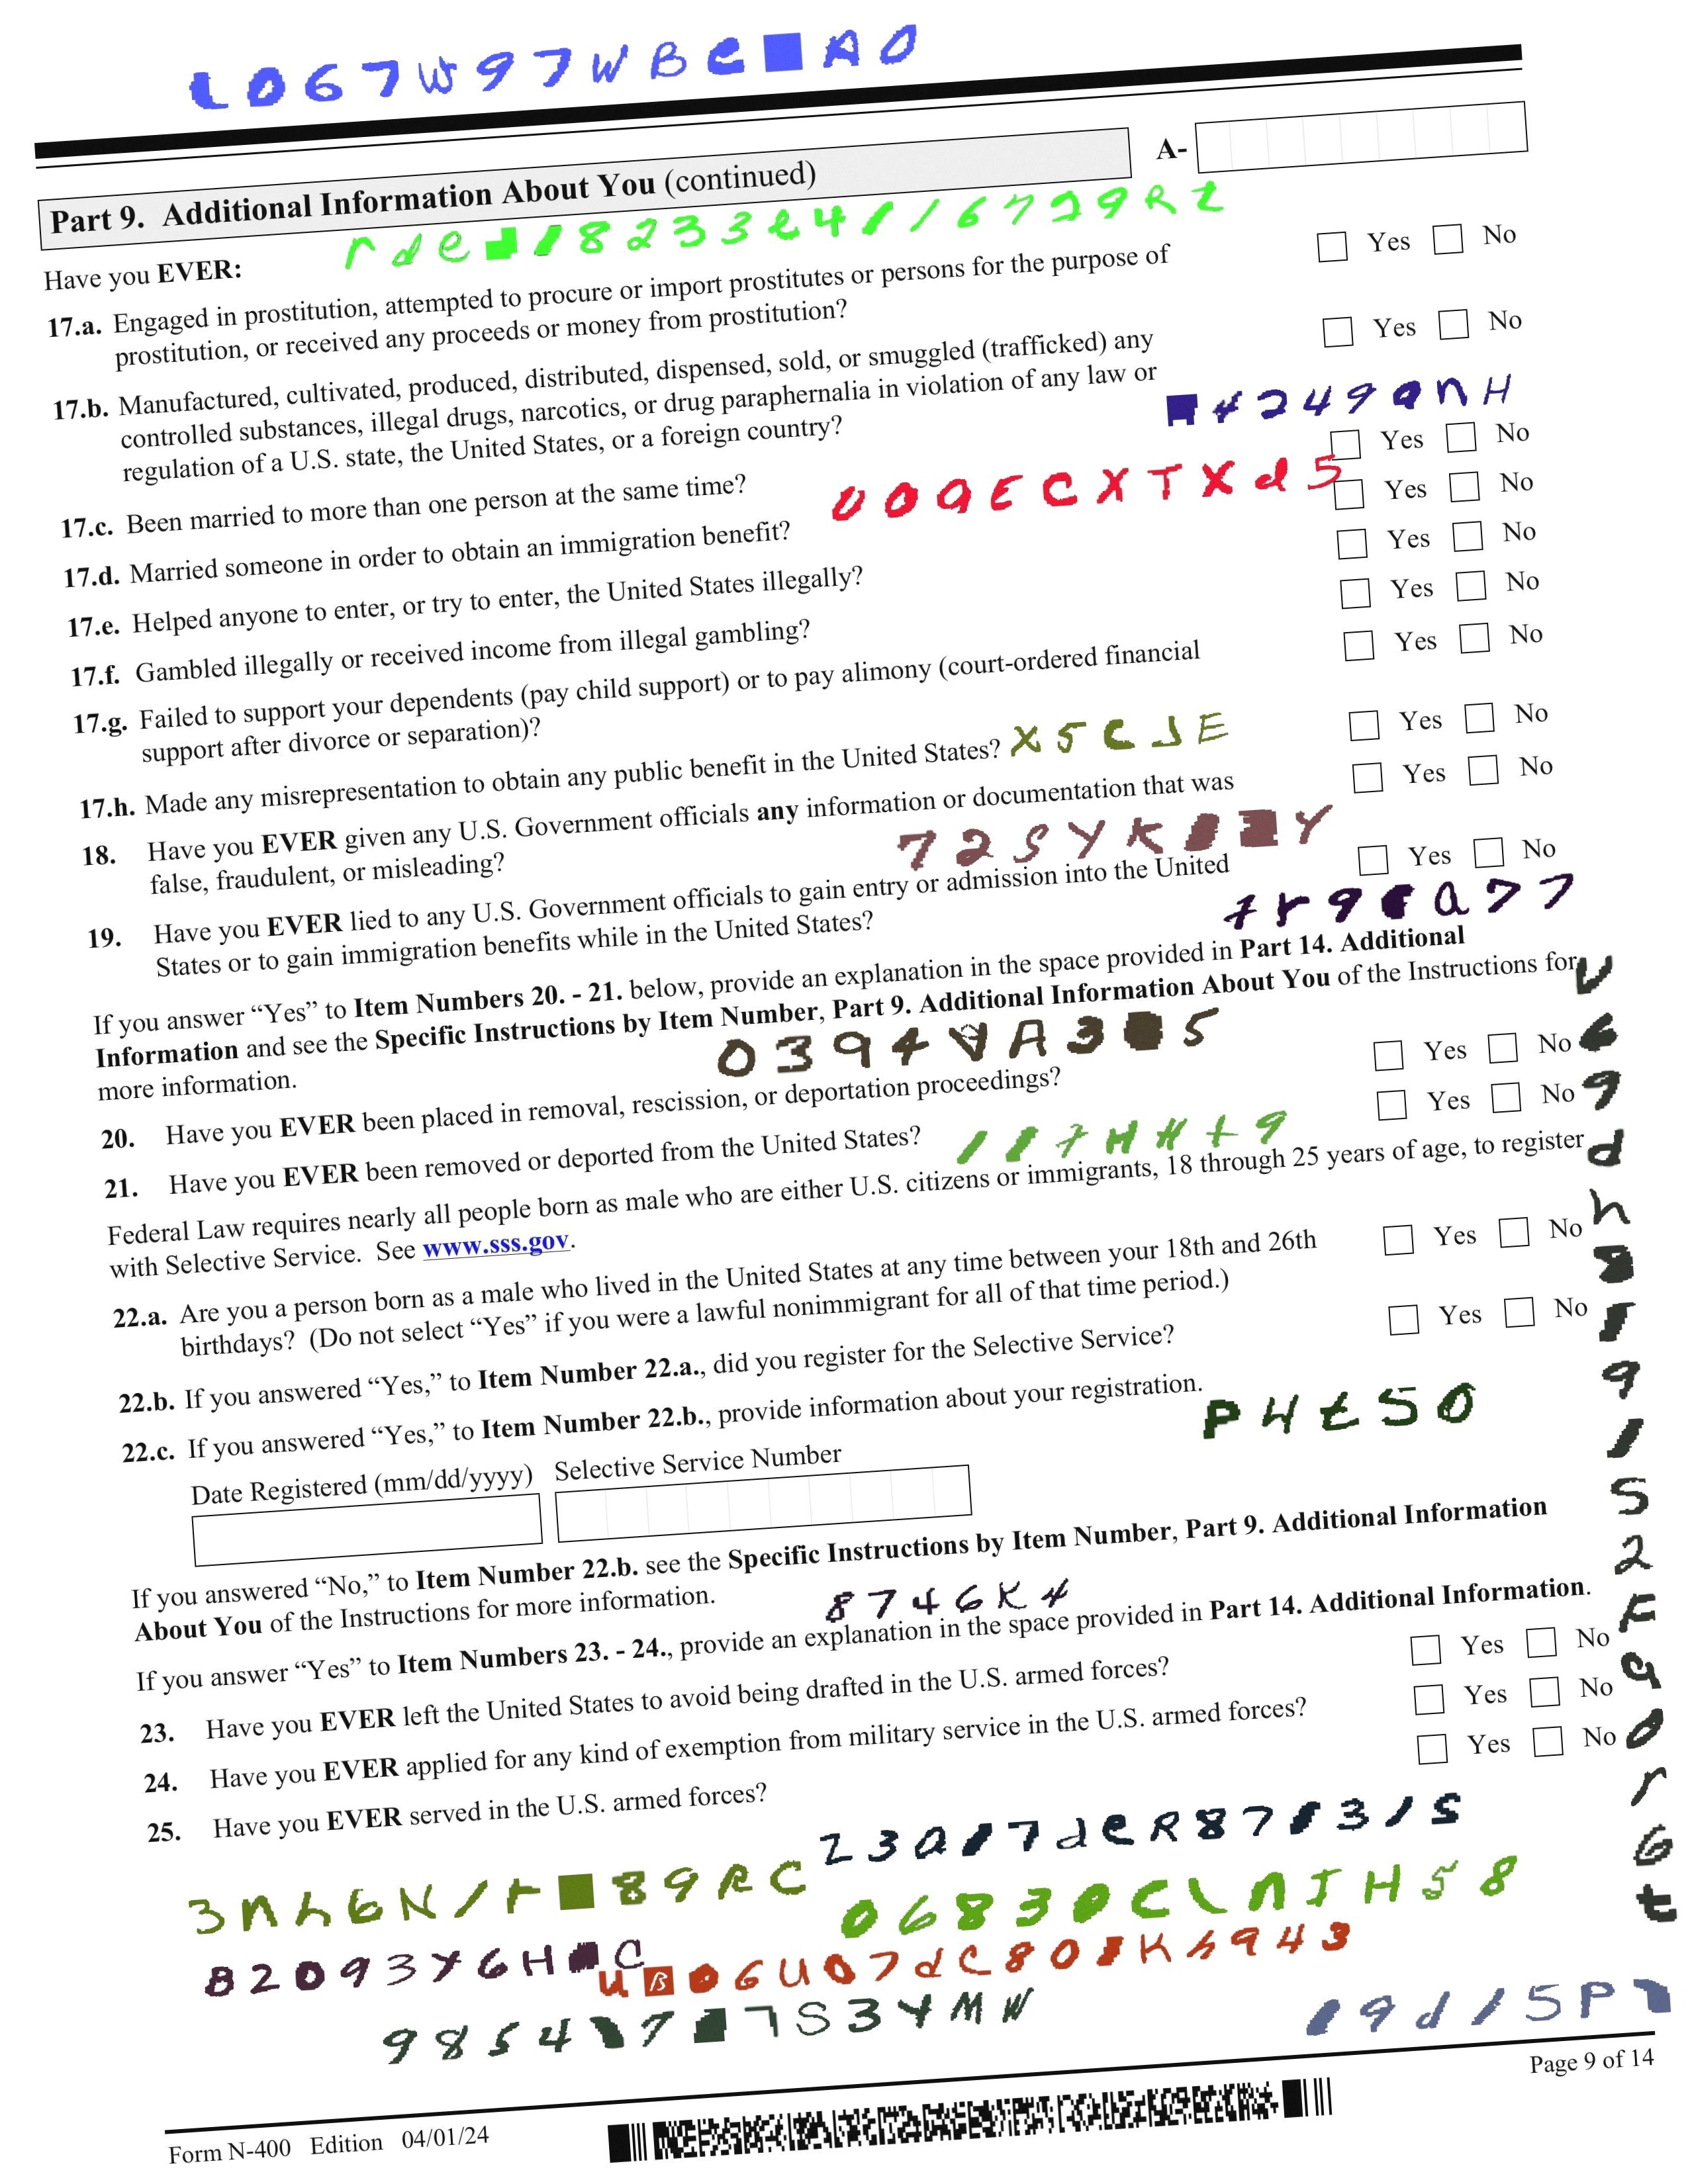 L067W97WBe■A0
Part 9. Additional Information About You (continued)
A-
rde 18233e4116779RZ
Have you EVER:
17.a. Engaged in prostitution, attempted to procure or import prostitutes or persons for the purpose of
prostitution, or received any proceeds or money from prostitution?
Yes No
17.b. Manufactured, cultivated, produced, distributed, dispensed, sold, or smuggled (trafficked) any
controlled substances, illegal drugs, narcotics, or drug paraphernalia in violation of any law or
regulation of a U.S. state, the United States, or a foreign country?
Yes No
4249anH
17.c. Been married to more than one person at the same time?
Yes No
U0QECXTXd5
17.d. Married someone in order to obtain an immigration benefit?
Yes No
17.e. Helped anyone to enter, or try to enter, the United States illegally?
Yes No
17.f. Gambled illegally or received income from illegal gambling?
Yes No
17.g. Failed to support your dependents (pay child support) or to pay alimony (court-ordered financial
support after divorce or separation)?
Yes No
17.h. Made any misrepresentation to obtain any public benefit in the United States?
X5CJE
Yes No
18. Have you EVER given any U.S. Government officials any information or documentation that was
false, fraudulent, or misleading?
Yes No
72SYK Y
19. Have you EVER lied to any U.S. Government officials to gain entry or admission into the United
States or to gain immigration benefits while in the United States?
Yes No
7r9 Q77
If you answer “Yes” to Item Numbers 20. - 21. below, provide an explanation in the space provided in Part 14. Additional
Information and see the Specific Instructions by Item Number, Part 9. Additional Information About You of the Instructions for
more information.
0394VA3 5
20. Have you EVER been placed in removal, rescission, or deportation proceedings?
Yes No
21. Have you EVER been removed or deported from the United States?
Yes No
117HHt9
Federal Law requires nearly all people born as male who are either U.S. citizens or immigrants, 18 through 25 years of age, to register
with Selective Service. See www.sss.gov.
22.a. Are you a person born as a male who lived in the United States at any time between your 18th and 26th
birthdays? (Do not select “Yes” if you were a lawful nonimmigrant for all of that time period.)
Yes No
22.b. If you answered “Yes,” to Item Number 22.a., did you register for the Selective Service?
Yes No
22.c. If you answered “Yes,” to Item Number 22.b., provide information about your registration.
P4tS0
Date Registered (mm/dd/yyyy) Selective Service Number
If you answered “No,” to Item Number 22.b. see the Specific Instructions by Item Number, Part 9. Additional Information
About You of the Instructions for more information.
8746K4
If you answer “Yes” to Item Numbers 23. - 24., provide an explanation in the space provided in Part 14. Additional Information.
23. Have you EVER left the United States to avoid being drafted in the U.S. armed forces?
Yes No
24. Have you EVER applied for any kind of exemption from military service in the U.S. armed forces?
Yes No
25. Have you EVER served in the U.S. armed forces?
Yes No
U69dh8191S2F90r6t
Z3Q17deR87131S
3nh6N1r■89RC
06830CLnJH58
82093Y6H C
UB06U07dC801Kh943
985417 7S3YMW
19d15P
Page 9 of 14
Form N-400 Edition 04/01/24